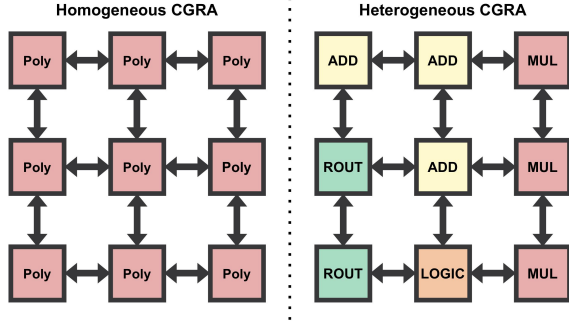 Homogeneous CGRA
Poly Poly Poly
Poly Poly Poly
Poly Poly Poly
Heterogeneous CGRA
ADD ADD MUL
ROUT ADD MUL
ROUT LOGIC MUL